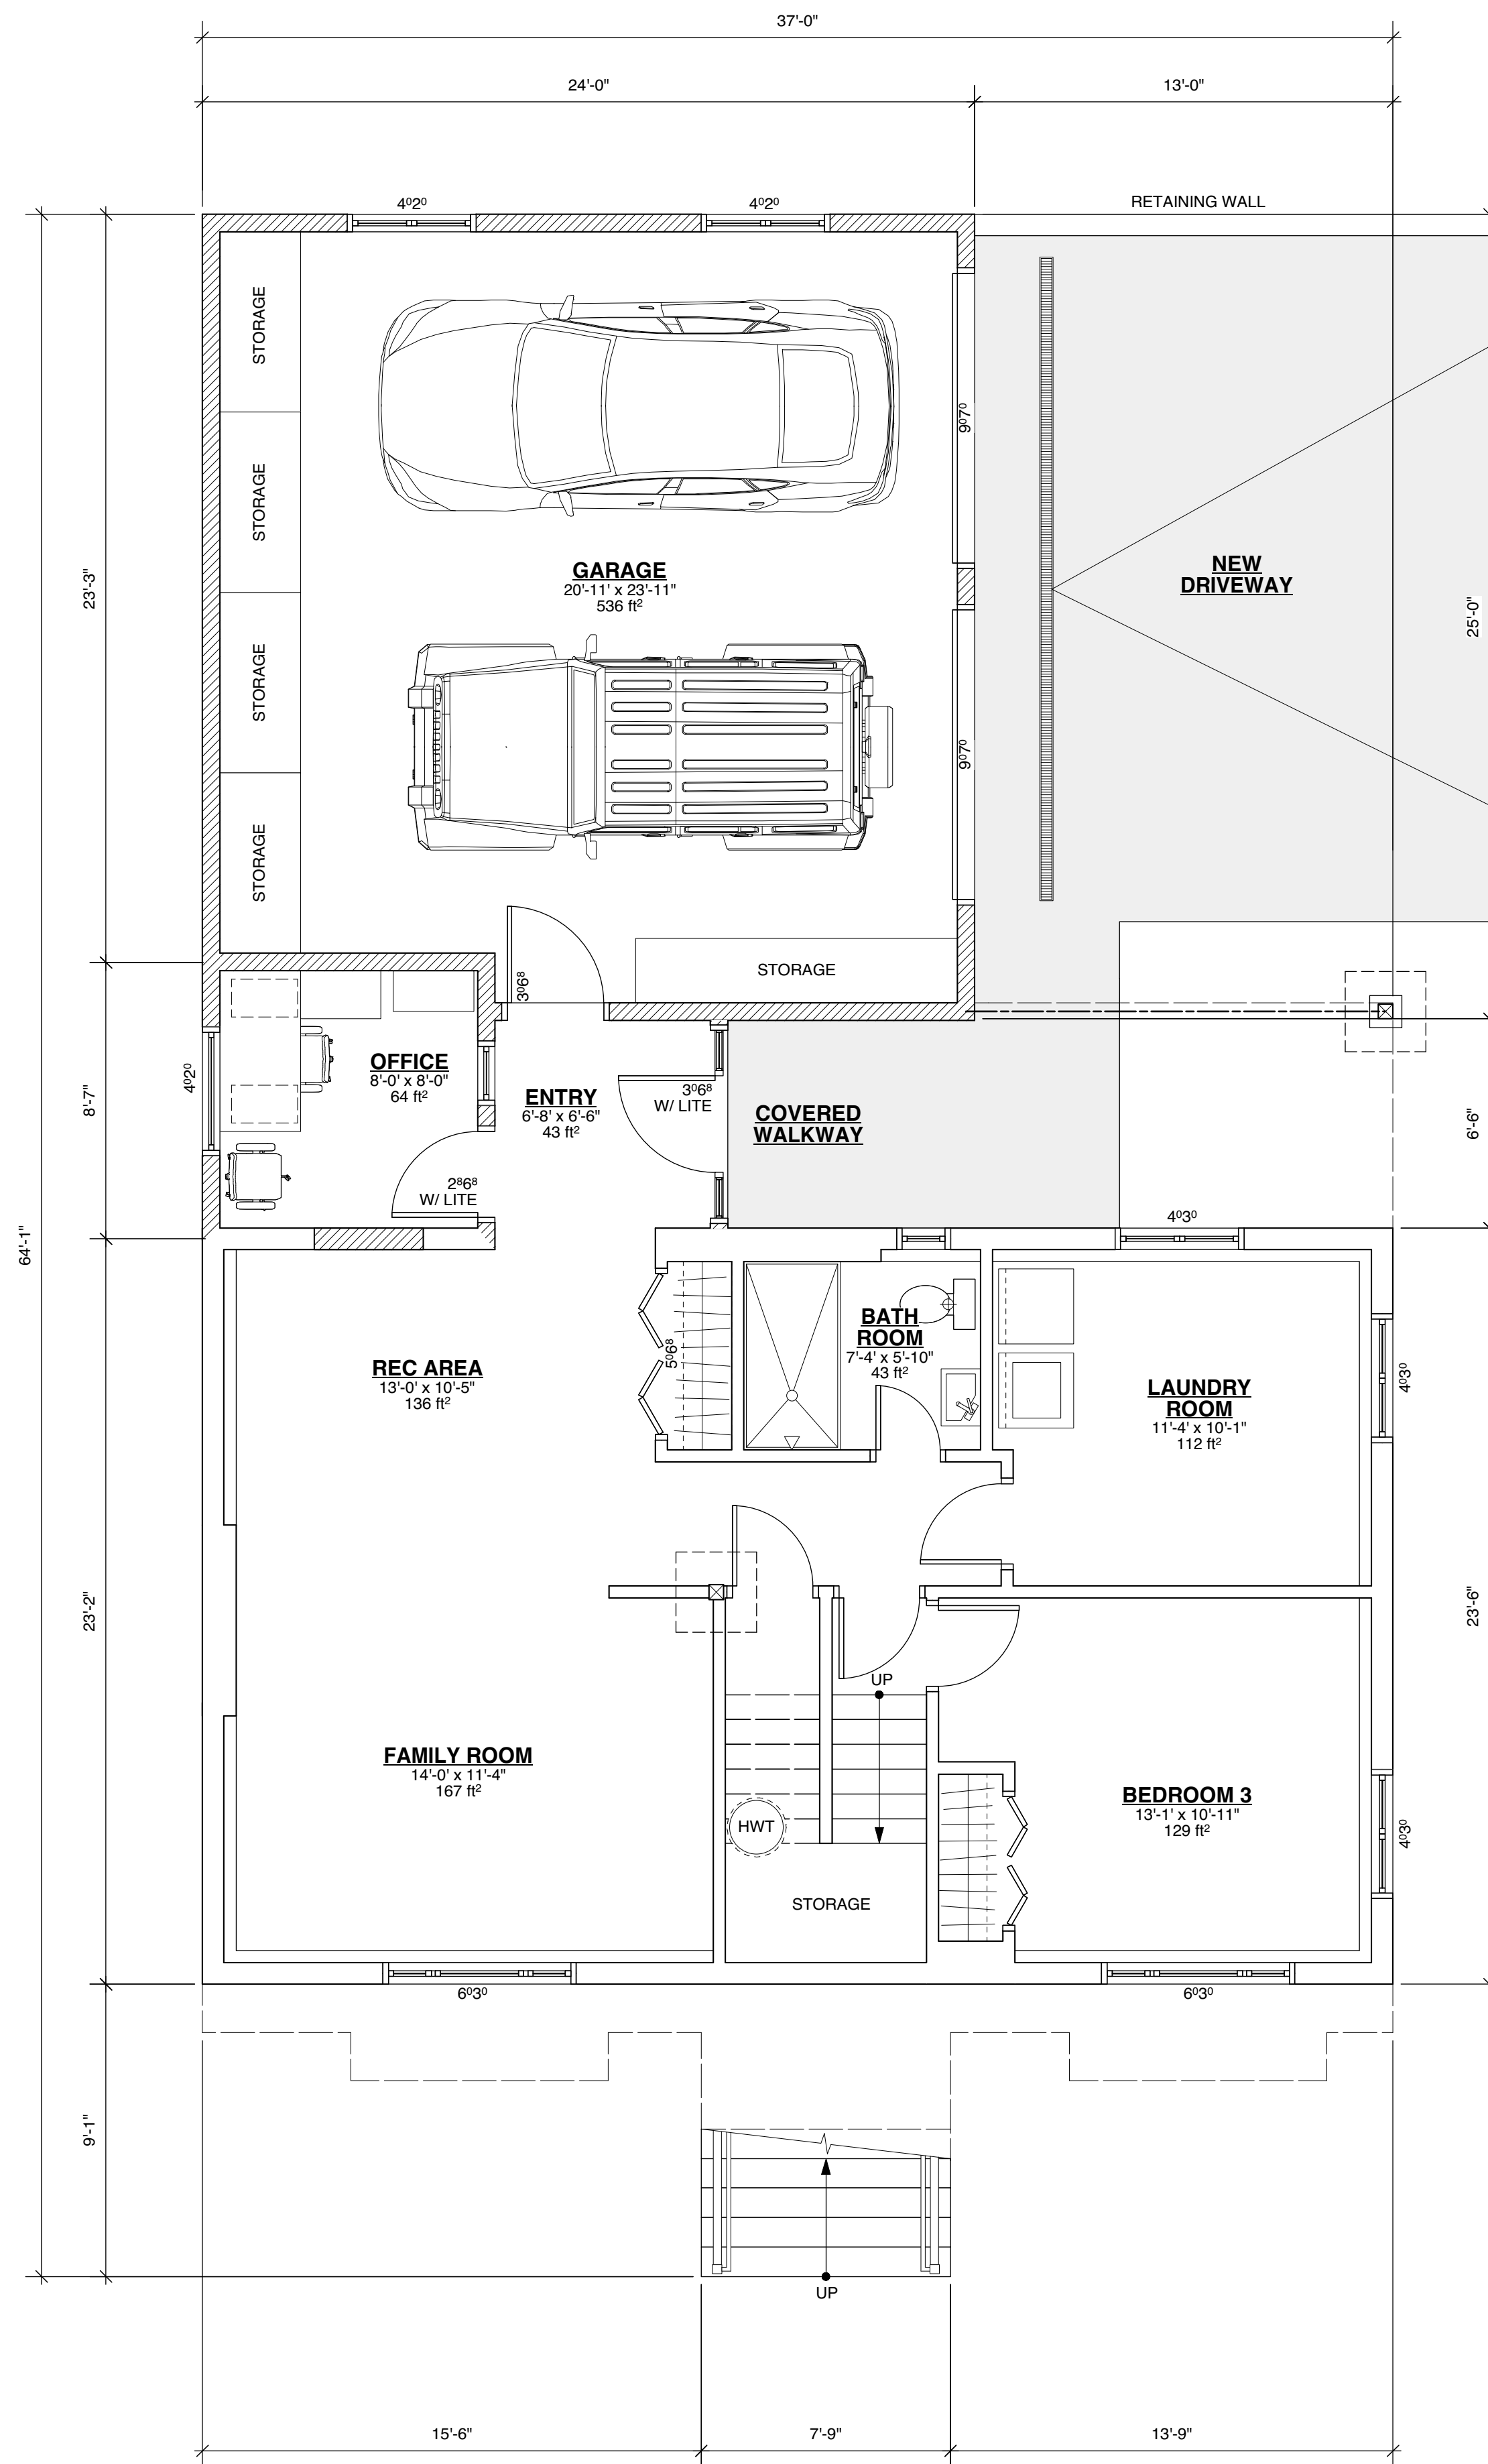 37'-0"
24'-0"
13'-0"
4⁰2⁰
4⁰2⁰
RETAINING WALL
STORAGE
STORAGE
STORAGE
STORAGE
9⁰7⁰
9⁰7⁰
GARAGE
20'-11' x 23'-11"
536 ft²
NEW
DRIVEWAY
23'-3"
25'-0"
STORAGE
3⁰6⁸
OFFICE
8'-0' x 8'-0"
64 ft²
4⁰2⁰
8'-7"
ENTRY
6'-8' x 6'-6"
43 ft²
3⁰6⁸
W/ LITE
COVERED
WALKWAY
6'-6"
2⁸6⁸
W/ LITE
64'-1"
4⁰3⁰
REC AREA
13'-0' x 10'-5"
136 ft²
5⁰6⁸
BATH
ROOM
7'-4' x 5'-10"
43 ft²
LAUNDRY
ROOM
11'-4' x 10'-1"
112 ft²
4⁰3⁰
23'-2"
23'-6"
UP
FAMILY ROOM
14'-0' x 11'-4"
167 ft²
HWT
STORAGE
BEDROOM 3
13'-1' x 10'-11"
129 ft²
4⁰3⁰
6⁰3⁰
6⁰3⁰
9'-1"
UP
15'-6"
7'-9"
13'-9"